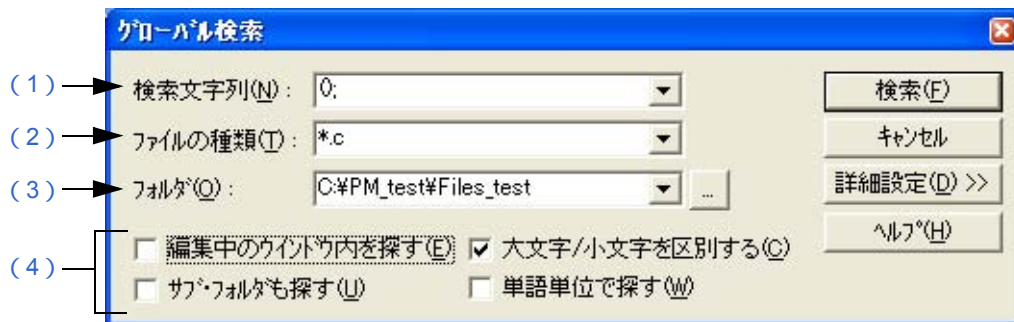 グローバル検索
(1) 検索文字列(N): 0; 検索(F)
(2) ファイルの種類(T): *.c キャンセル
(3) フォルダ(O): C:¥PM_test¥Files_test ... 詳細設定(D) >>
ヘルプ(H)
(4) 編集中のウインドウ内を探す(E) 大文字/小文字を区別する(C)
サブ・フォルダも探す(U) 単語単位で探す(W)